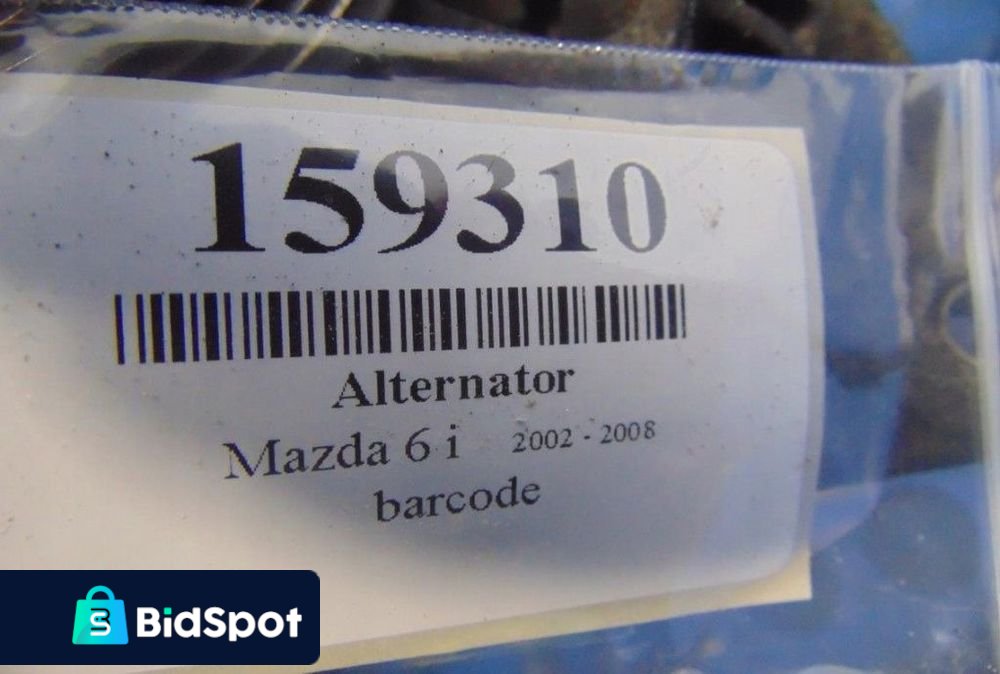 159310
Alternator
Mazda 6 i 2002 - 2008
barcode
BidSpot